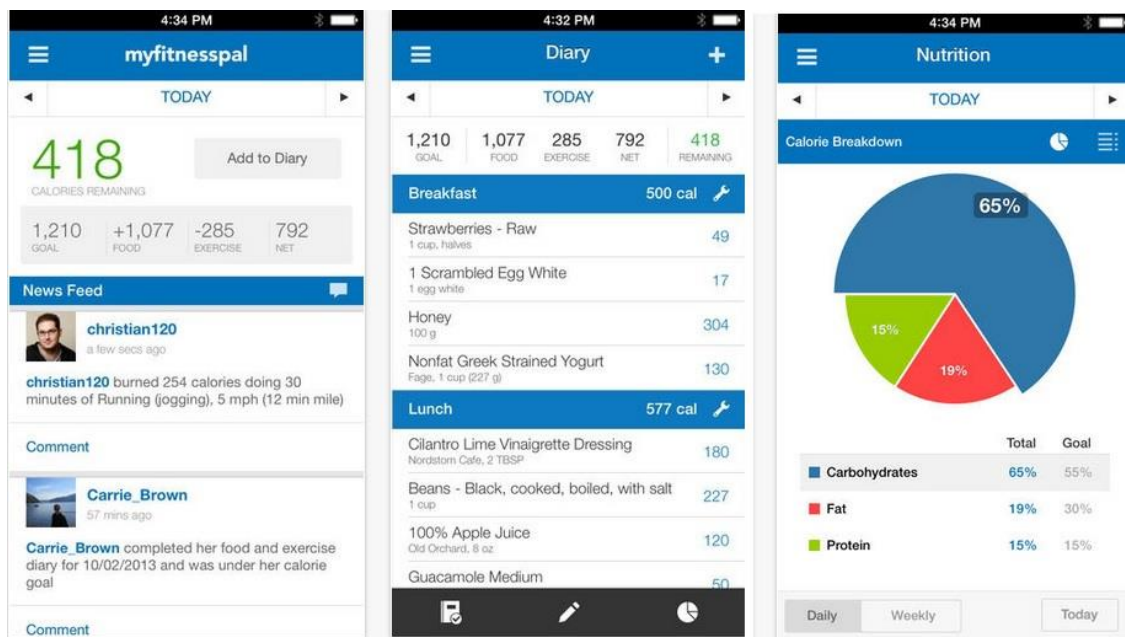 4:34 PM
myfitnesspal
TODAY
418
CALORIES REMAINING
Add to Diary
1,210 +1,077 -285 792
GOAL FOOD EXERCISE NET
News Feed
christian120
a few secs ago
christian120 burned 254 calories doing 30
minutes of Running (jogging), 5 mph (12 min mile)
Comment
Carrie_Brown
57 mins ago
Carrie_Brown completed her food and exercise
diary for 10/02/2013 and was under her calorie
goal
Comment
4:32 PM
Diary
TODAY
1,210 1,077 285 792 418
GOAL FOOD EXERCISE NET REMAINING
Breakfast 500 cal
Strawberries - Raw
1 cup, halves
49
1 Scrambled Egg White
1 egg white
17
Honey
100 g
304
Nonfat Greek Strained Yogurt
Fage, 1 cup (227 g)
130
Lunch 577 cal
Cilantro Lime Vinaigrette Dressing
Nordstom Cafe, 2 TBSP
180
Beans - Black, cooked, boiled, with salt
1 cup
227
100% Apple Juice
Old Orchard, 8 oz
120
Guacamole Medium
50
4:34 PM
Nutrition
TODAY
Calorie Breakdown
65%
15%
19%
Total Goal
Carbohydrates 65% 55%
Fat 19% 30%
Protein 15% 15%
Daily Weekly Today